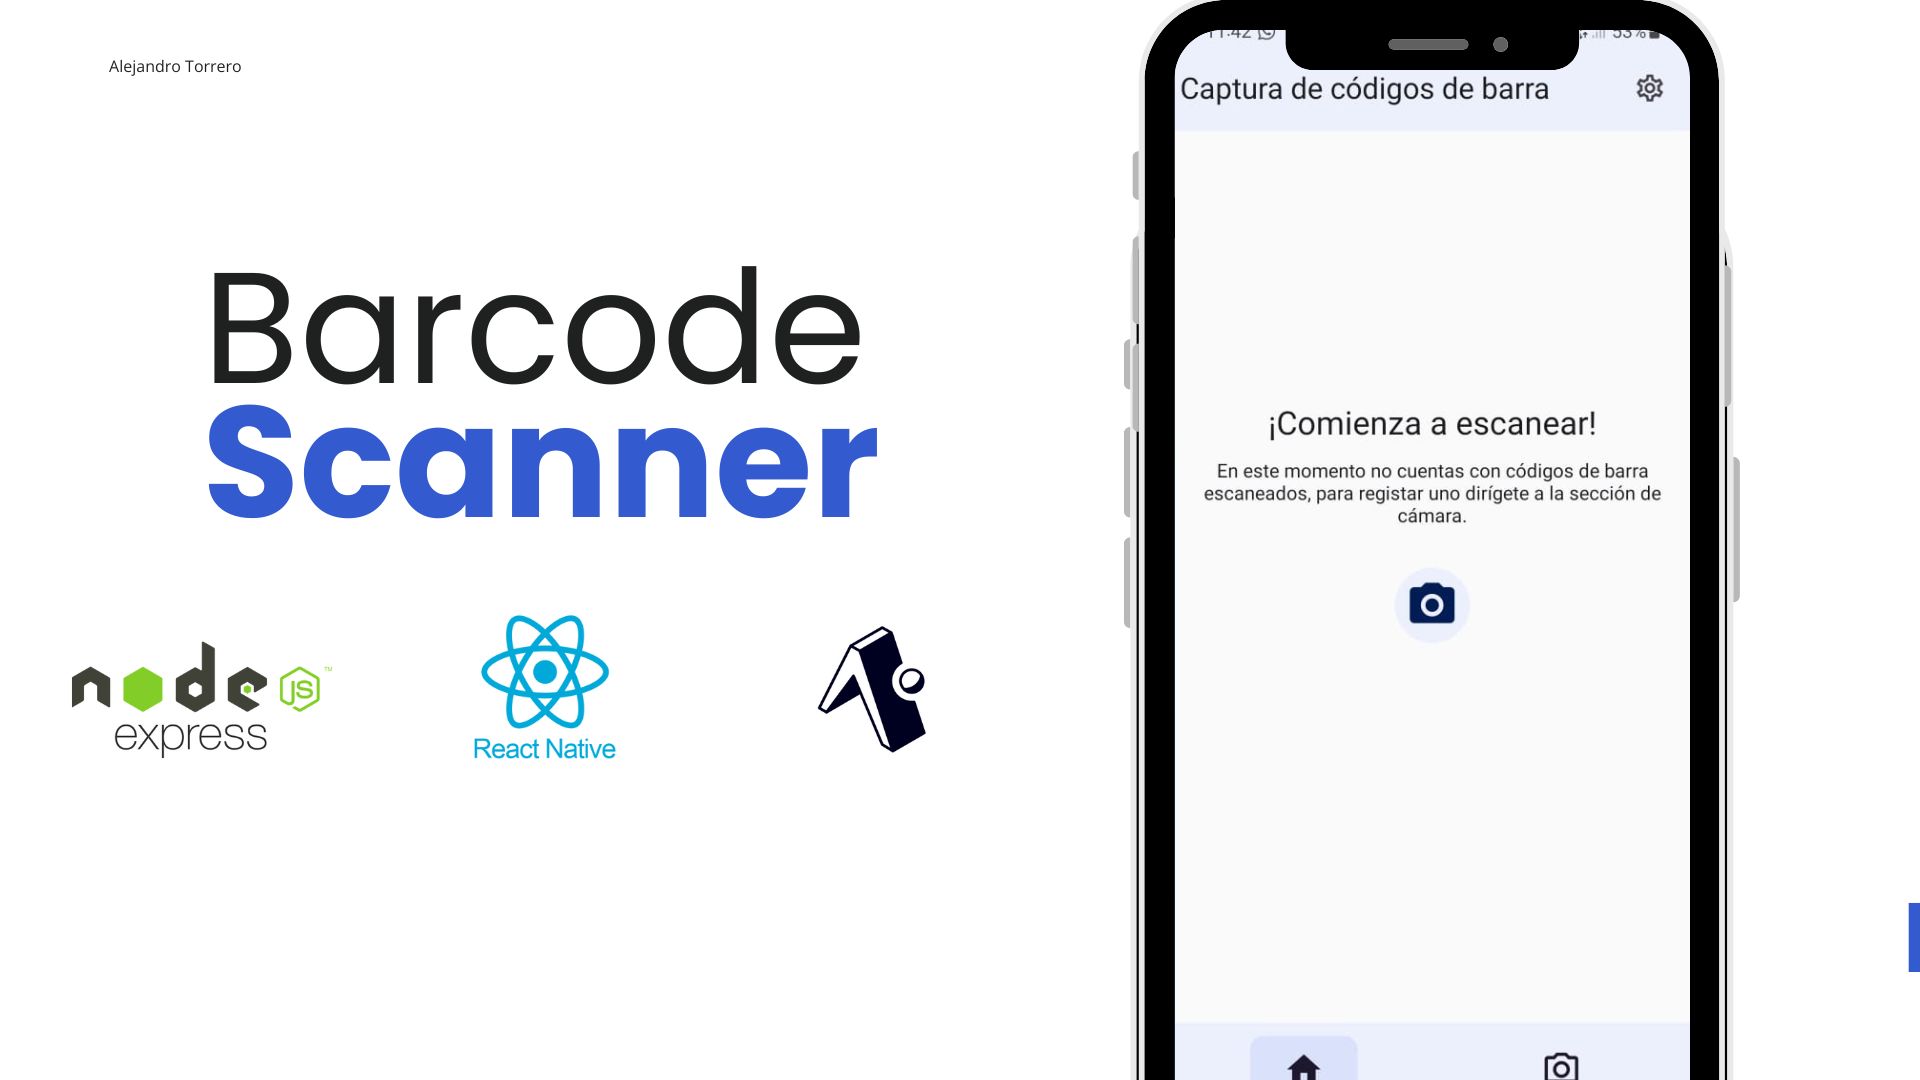 Alejandro Torrero
Barcode
Scanner
node JS ™
express
React Native
11:42
53%
Captura de códigos de barra
¡Comienza a escanear!
En este momento no cuentas con códigos de barra
escaneados, para registar uno dirígete a la sección de
cámara.